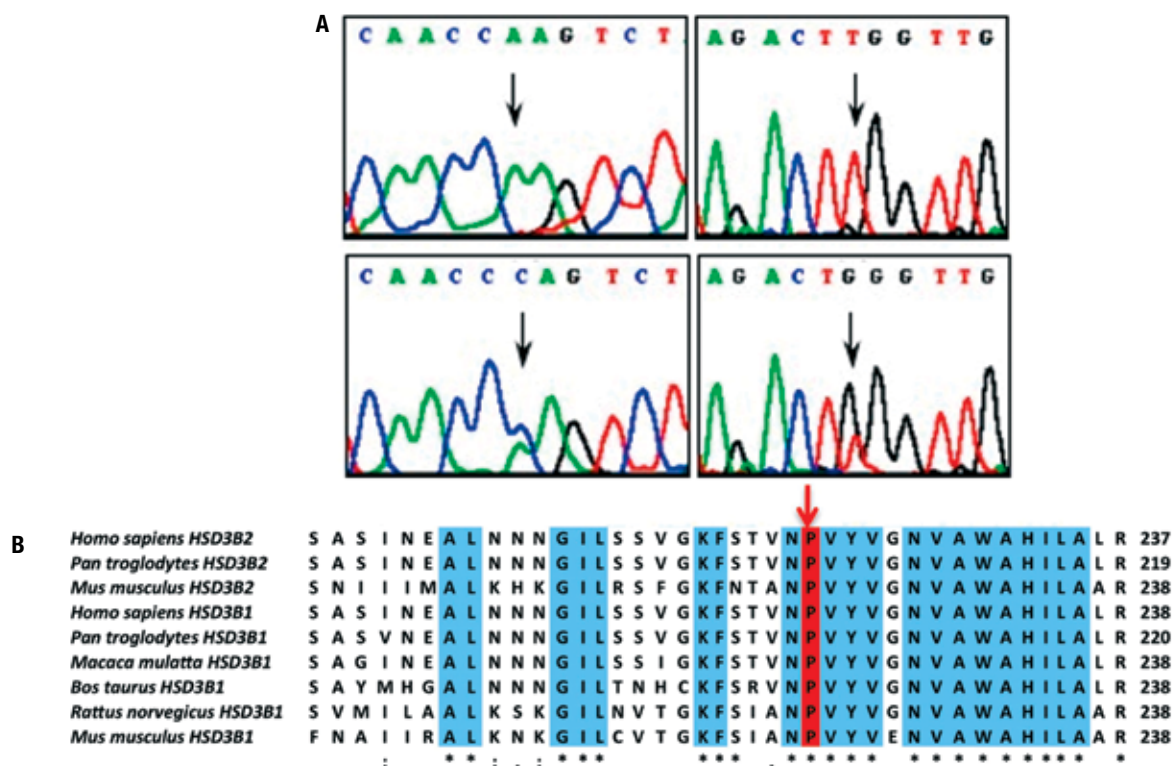 A
C A A C C A A G T C T
A G A C T T G G T T G
C A A C C C A G T C T
A G A C T G G G T T G
B
Homo sapiens HSD3B2 S A S I N E A L N N N G I L S S V G K F S T V N P V Y V G N V A W A H I L A L R 237
Pan troglodytes HSD3B2 S A S I N E A L N N N G I L S S V G K F S T V N P V Y V G N V A W A H I L A L R 219
Mus musculus HSD3B2 S N I I I M A L K H K G I L R S F G K F N T A N P V Y V G N V A W A H I L A A R 238
Homo sapiens HSD3B1 S A S I N E A L N N N G I L S S V G K F S T V N P V Y V G N V A W A H I L A L R 238
Pan troglodytes HSD3B1 S A S V N E A L N N N G I L S S V G K F S T V N P V Y V G N V A W A H I L A L R 220
Macaca mulatta HSD3B1 S A G I N E A L N N N G I L S S I G K F S T V N P V Y V G N V A W A H I L A L R 238
Bos taurus HSD3B1 S A Y M H G A L N N N G I L T N H C K F S R V N P V Y V G N V A W A H I L A L R 238
Rattus norvegicus HSD3B1 S V M I L A A L K S K G I L N V T G K F S I A N P V Y V G N V A W A H I L A A R 238
Mus musculus HSD3B1 F N A I I R A L K N K G I L C V T G K F S I A N P V Y V E N V A W A H I L A A R 238
: * * : . : * * * * * * . * * * * * * * * * * * * * * *